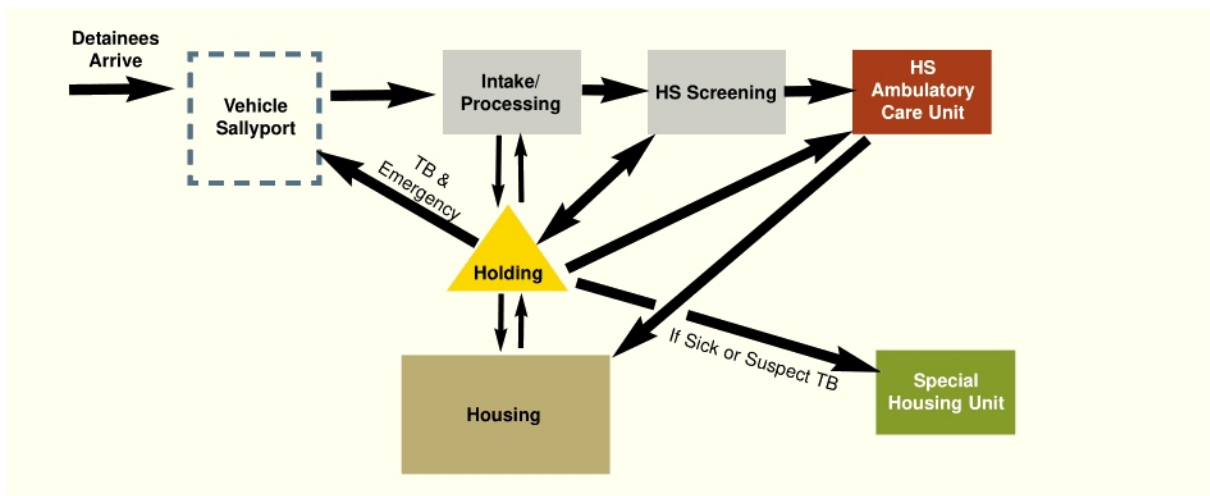 Detainees
Arrive
Vehicle
Sallyport
Intake/
Processing
HS Screening
HS
Ambulatory
Care Unit
TB &
Emergency
Holding
If Sick or Suspect TB
Housing
Special
Housing Unit